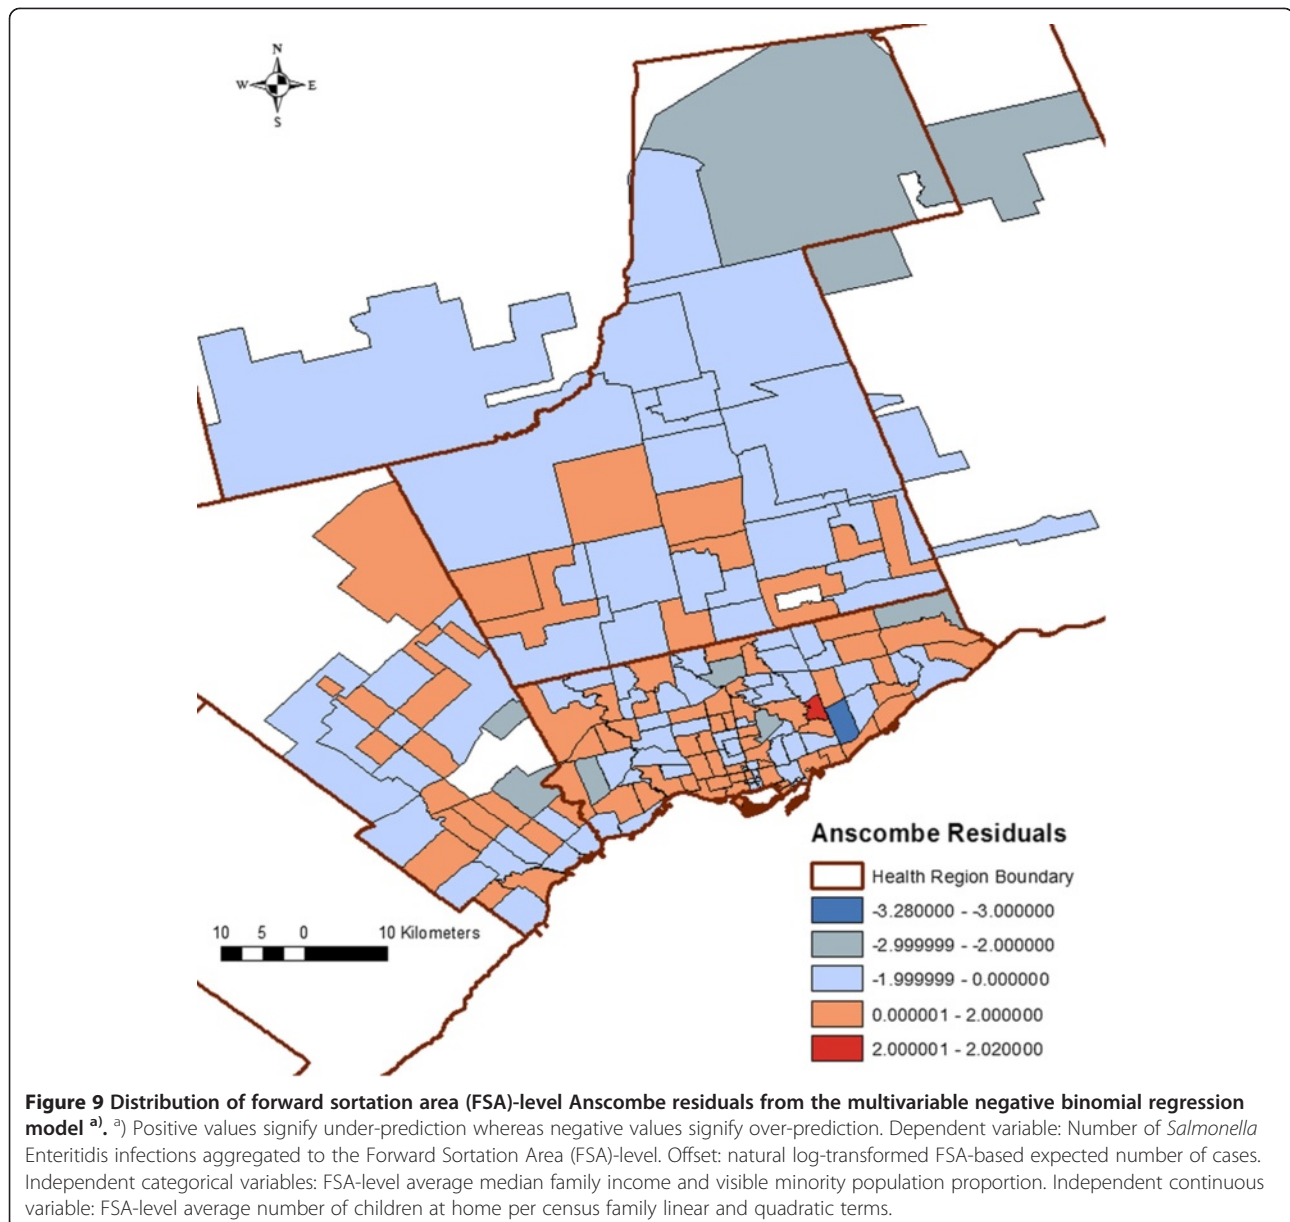 N
W E
S
Anscombe Residuals
Health Region Boundary
-3.280000 - -3.000000
-2.999999 - -2.000000
-1.999999 - 0.000000
0.000001 - 2.000000
2.000001 - 2.020000
10 5 0 10 Kilometers
Figure 9 Distribution of forward sortation area (FSA)-level Anscombe residuals from the multivariable negative binomial regression
model a). a) Positive values signify under-prediction whereas negative values signify over-prediction. Dependent variable: Number of Salmonella
Enteritidis infections aggregated to the Forward Sortation Area (FSA)-level. Offset: natural log-transformed FSA-based expected number of cases.
Independent categorical variables: FSA-level average median family income and visible minority population proportion. Independent continuous
variable: FSA-level average number of children at home per census family linear and quadratic terms.